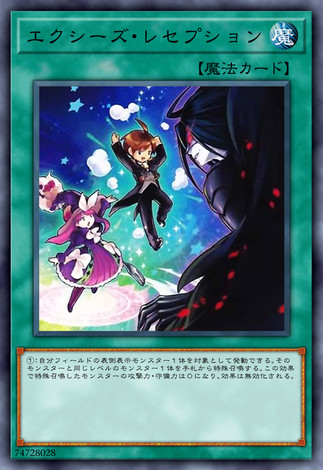 エクシーズ・レセプション
魔
【魔法カード】
①:自分フィールドの表側表示モンスター1体を対象として発動できる。その
モンスターと同じレベルのモンスター1体を手札から特殊召喚する。この効果
で特殊召喚したモンスターの攻撃力・守備力は0になり、効果は無効化される。
74728028